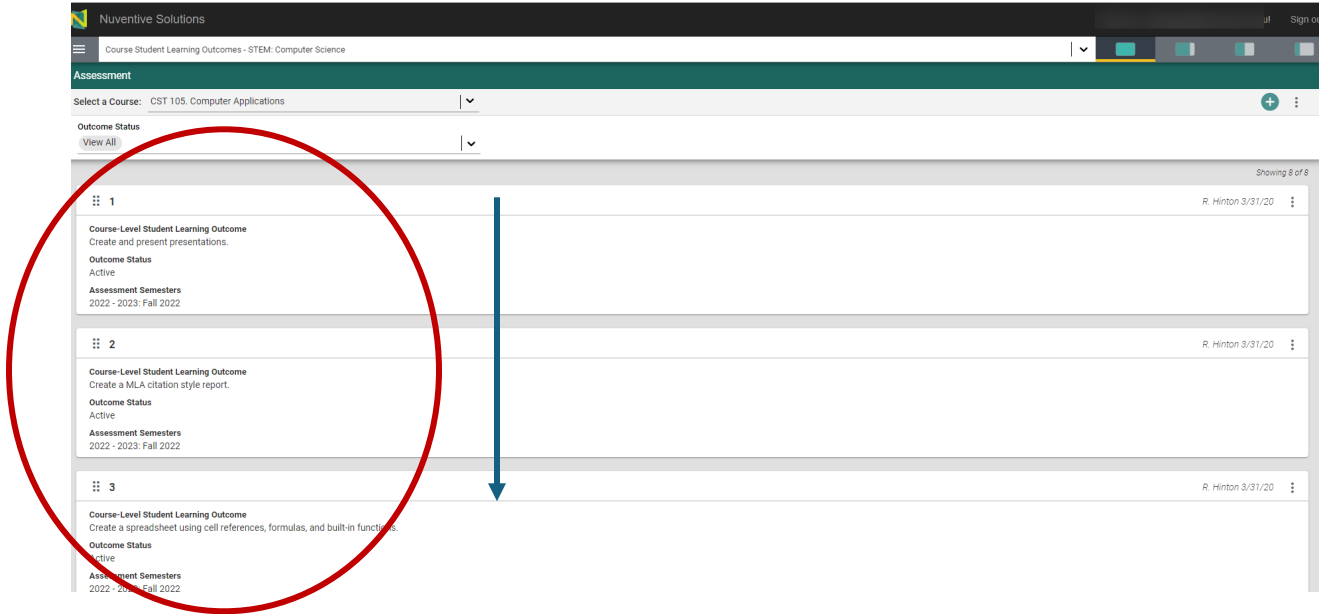 Nuventive Solutions
u! Sign ou
Course Student Learning Outcomes - STEM: Computer Science
Assessment
Select a Course: CST 105. Computer Applications
Outcome Status
View All
Showing 8 of 8
1 R. Hinton 3/31/20
Course-Level Student Learning Outcome
Create and present presentations.
Outcome Status
Active
Assessment Semesters
2022 - 2023: Fall 2022
2 R. Hinton 3/31/20
Course-Level Student Learning Outcome
Create a MLA citation style report.
Outcome Status
Active
Assessment Semesters
2022 - 2023: Fall 2022
3 R. Hinton 3/31/20
Course-Level Student Learning Outcome
Create a spreadsheet using cell references, formulas, and built-in functions.
Outcome Status
Active
Assessment Semesters
2022 - 2023: Fall 2022